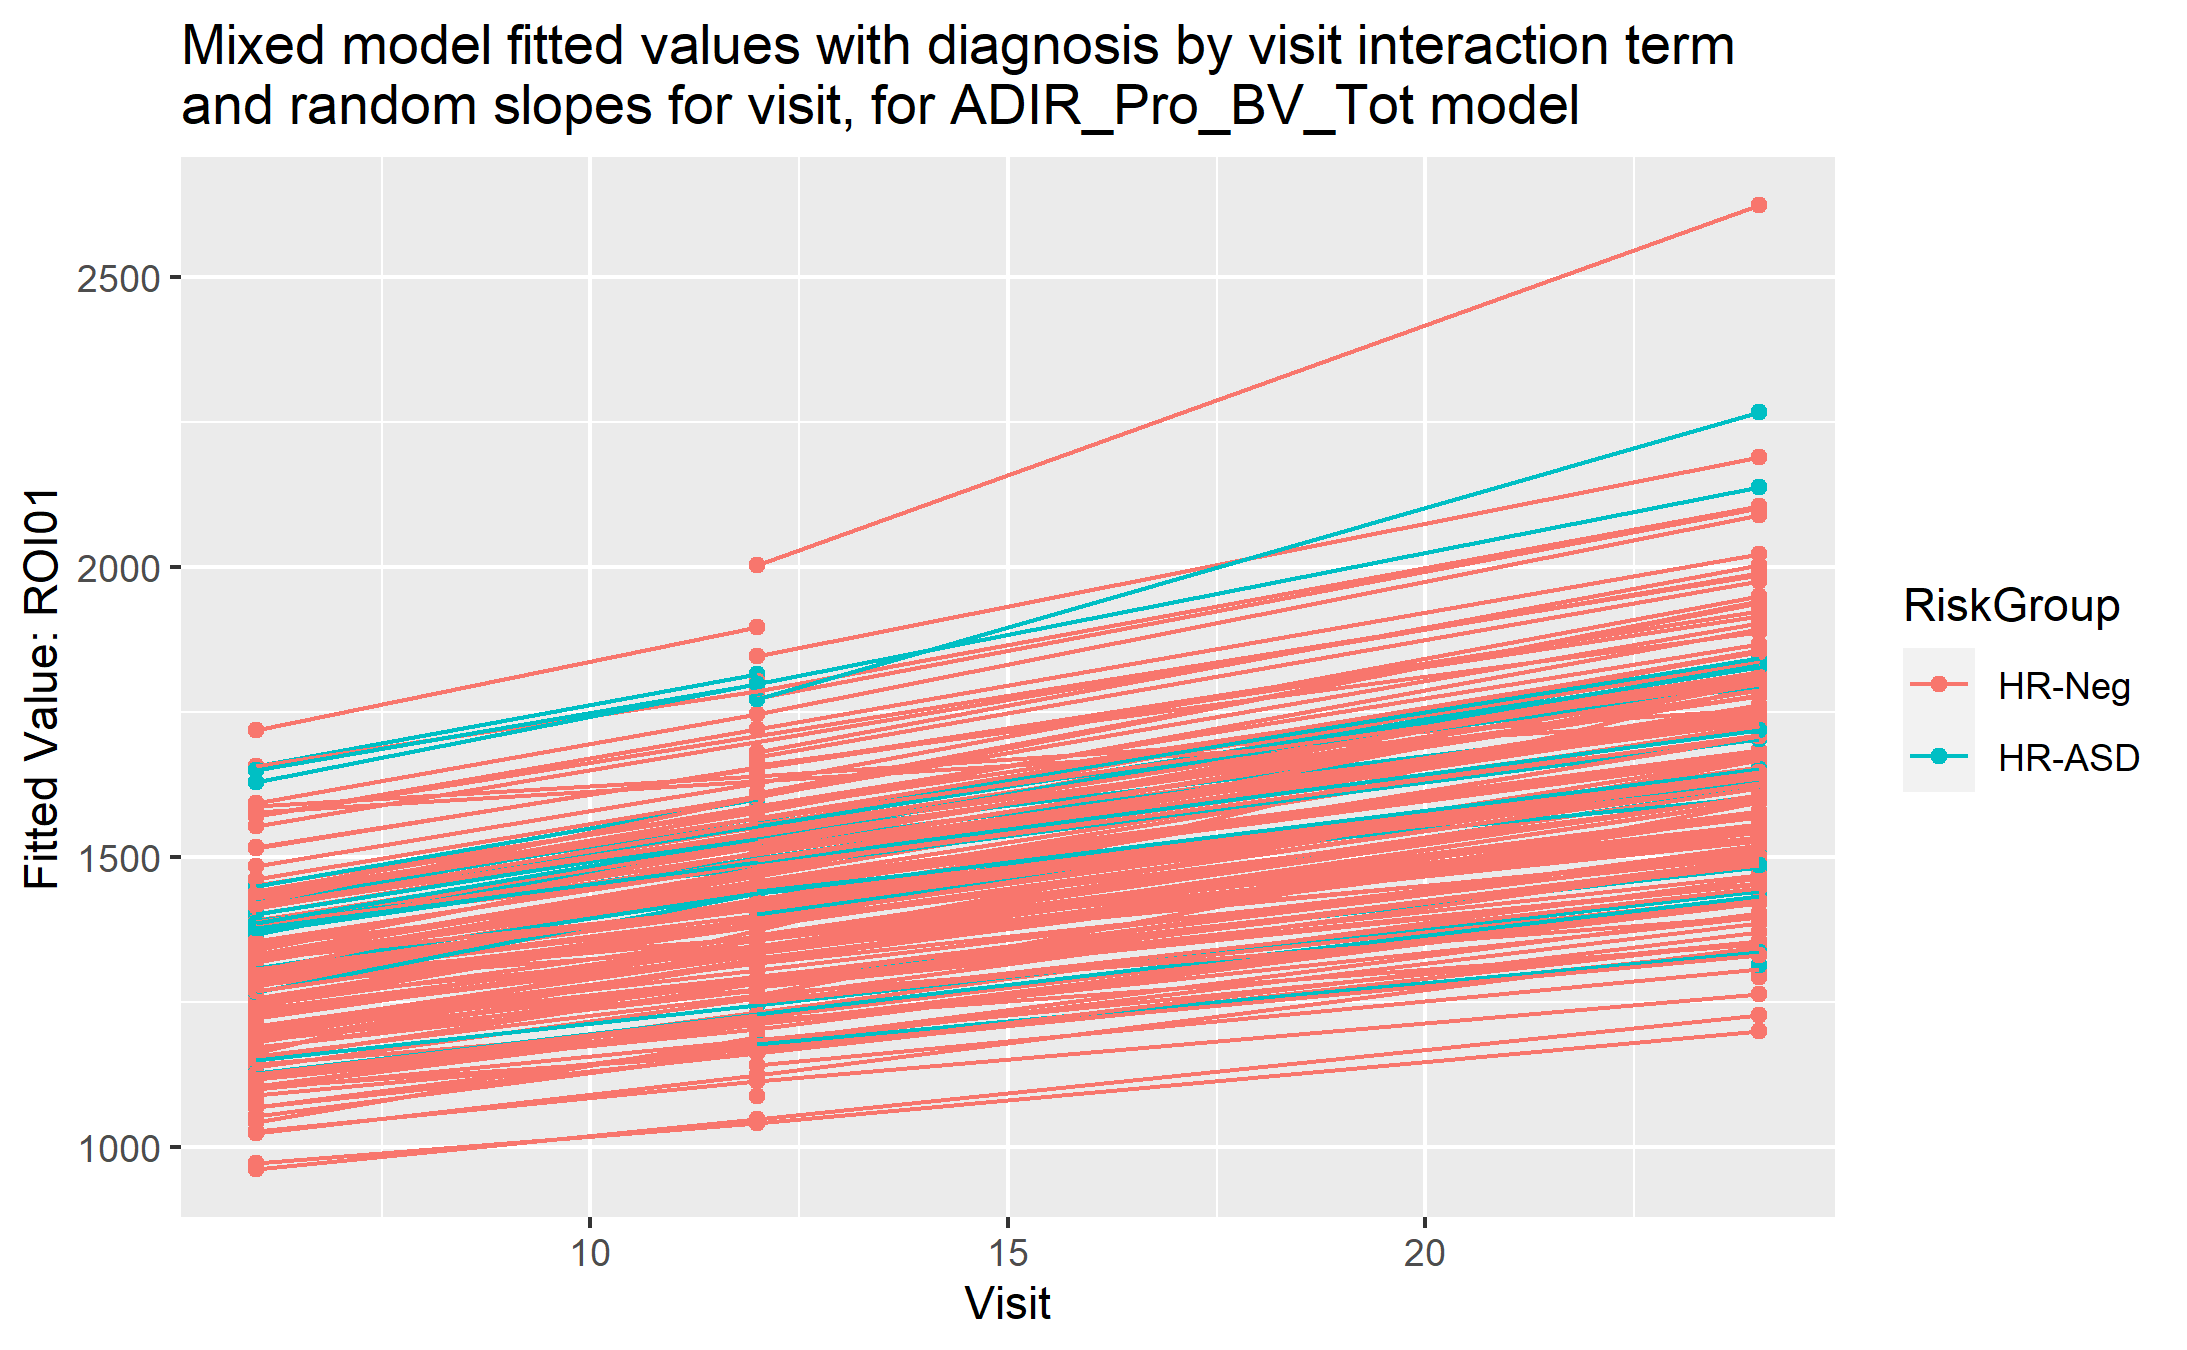 Mixed model fitted values with diagnosis by visit interaction term
and random slopes for visit, for ADIR_Pro_BV_Tot model
Fitted Value: ROI01
2500
2000
1500
1000
10
15
20
Visit
RiskGroup
HR-Neg
HR-ASD